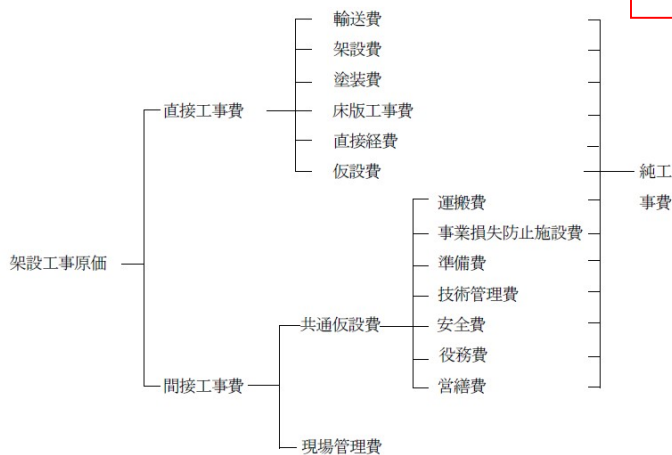 輸送費
架設費
塗装費
直接工事費
床版工事費
直接経費
仮設費
純工
事費
運搬費
事業損失防止施設費
準備費
架設工事原価
技術管理費
共通仮設費
安全費
役務費
間接工事費
営繕費
現場管理費